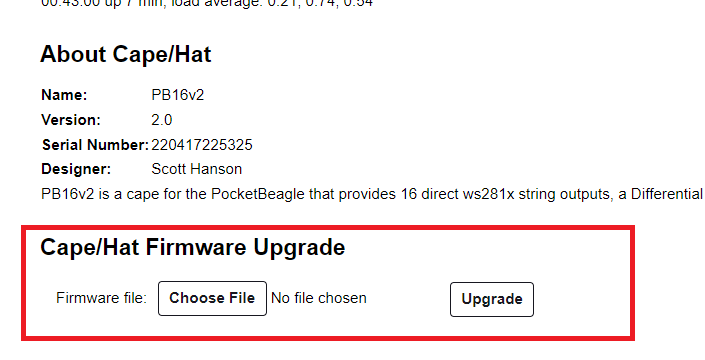 00:43:00 up 7 min, load average: 0.21, 0.74, 0.54
About Cape/Hat
Name: PB16v2
Version: 2.0
Serial Number: 220417225325
Designer: Scott Hanson
PB16v2 is a cape for the PocketBeagle that provides 16 direct ws281x string outputs, a Differential
Cape/Hat Firmware Upgrade
Firmware file: Choose File No file chosen Upgrade